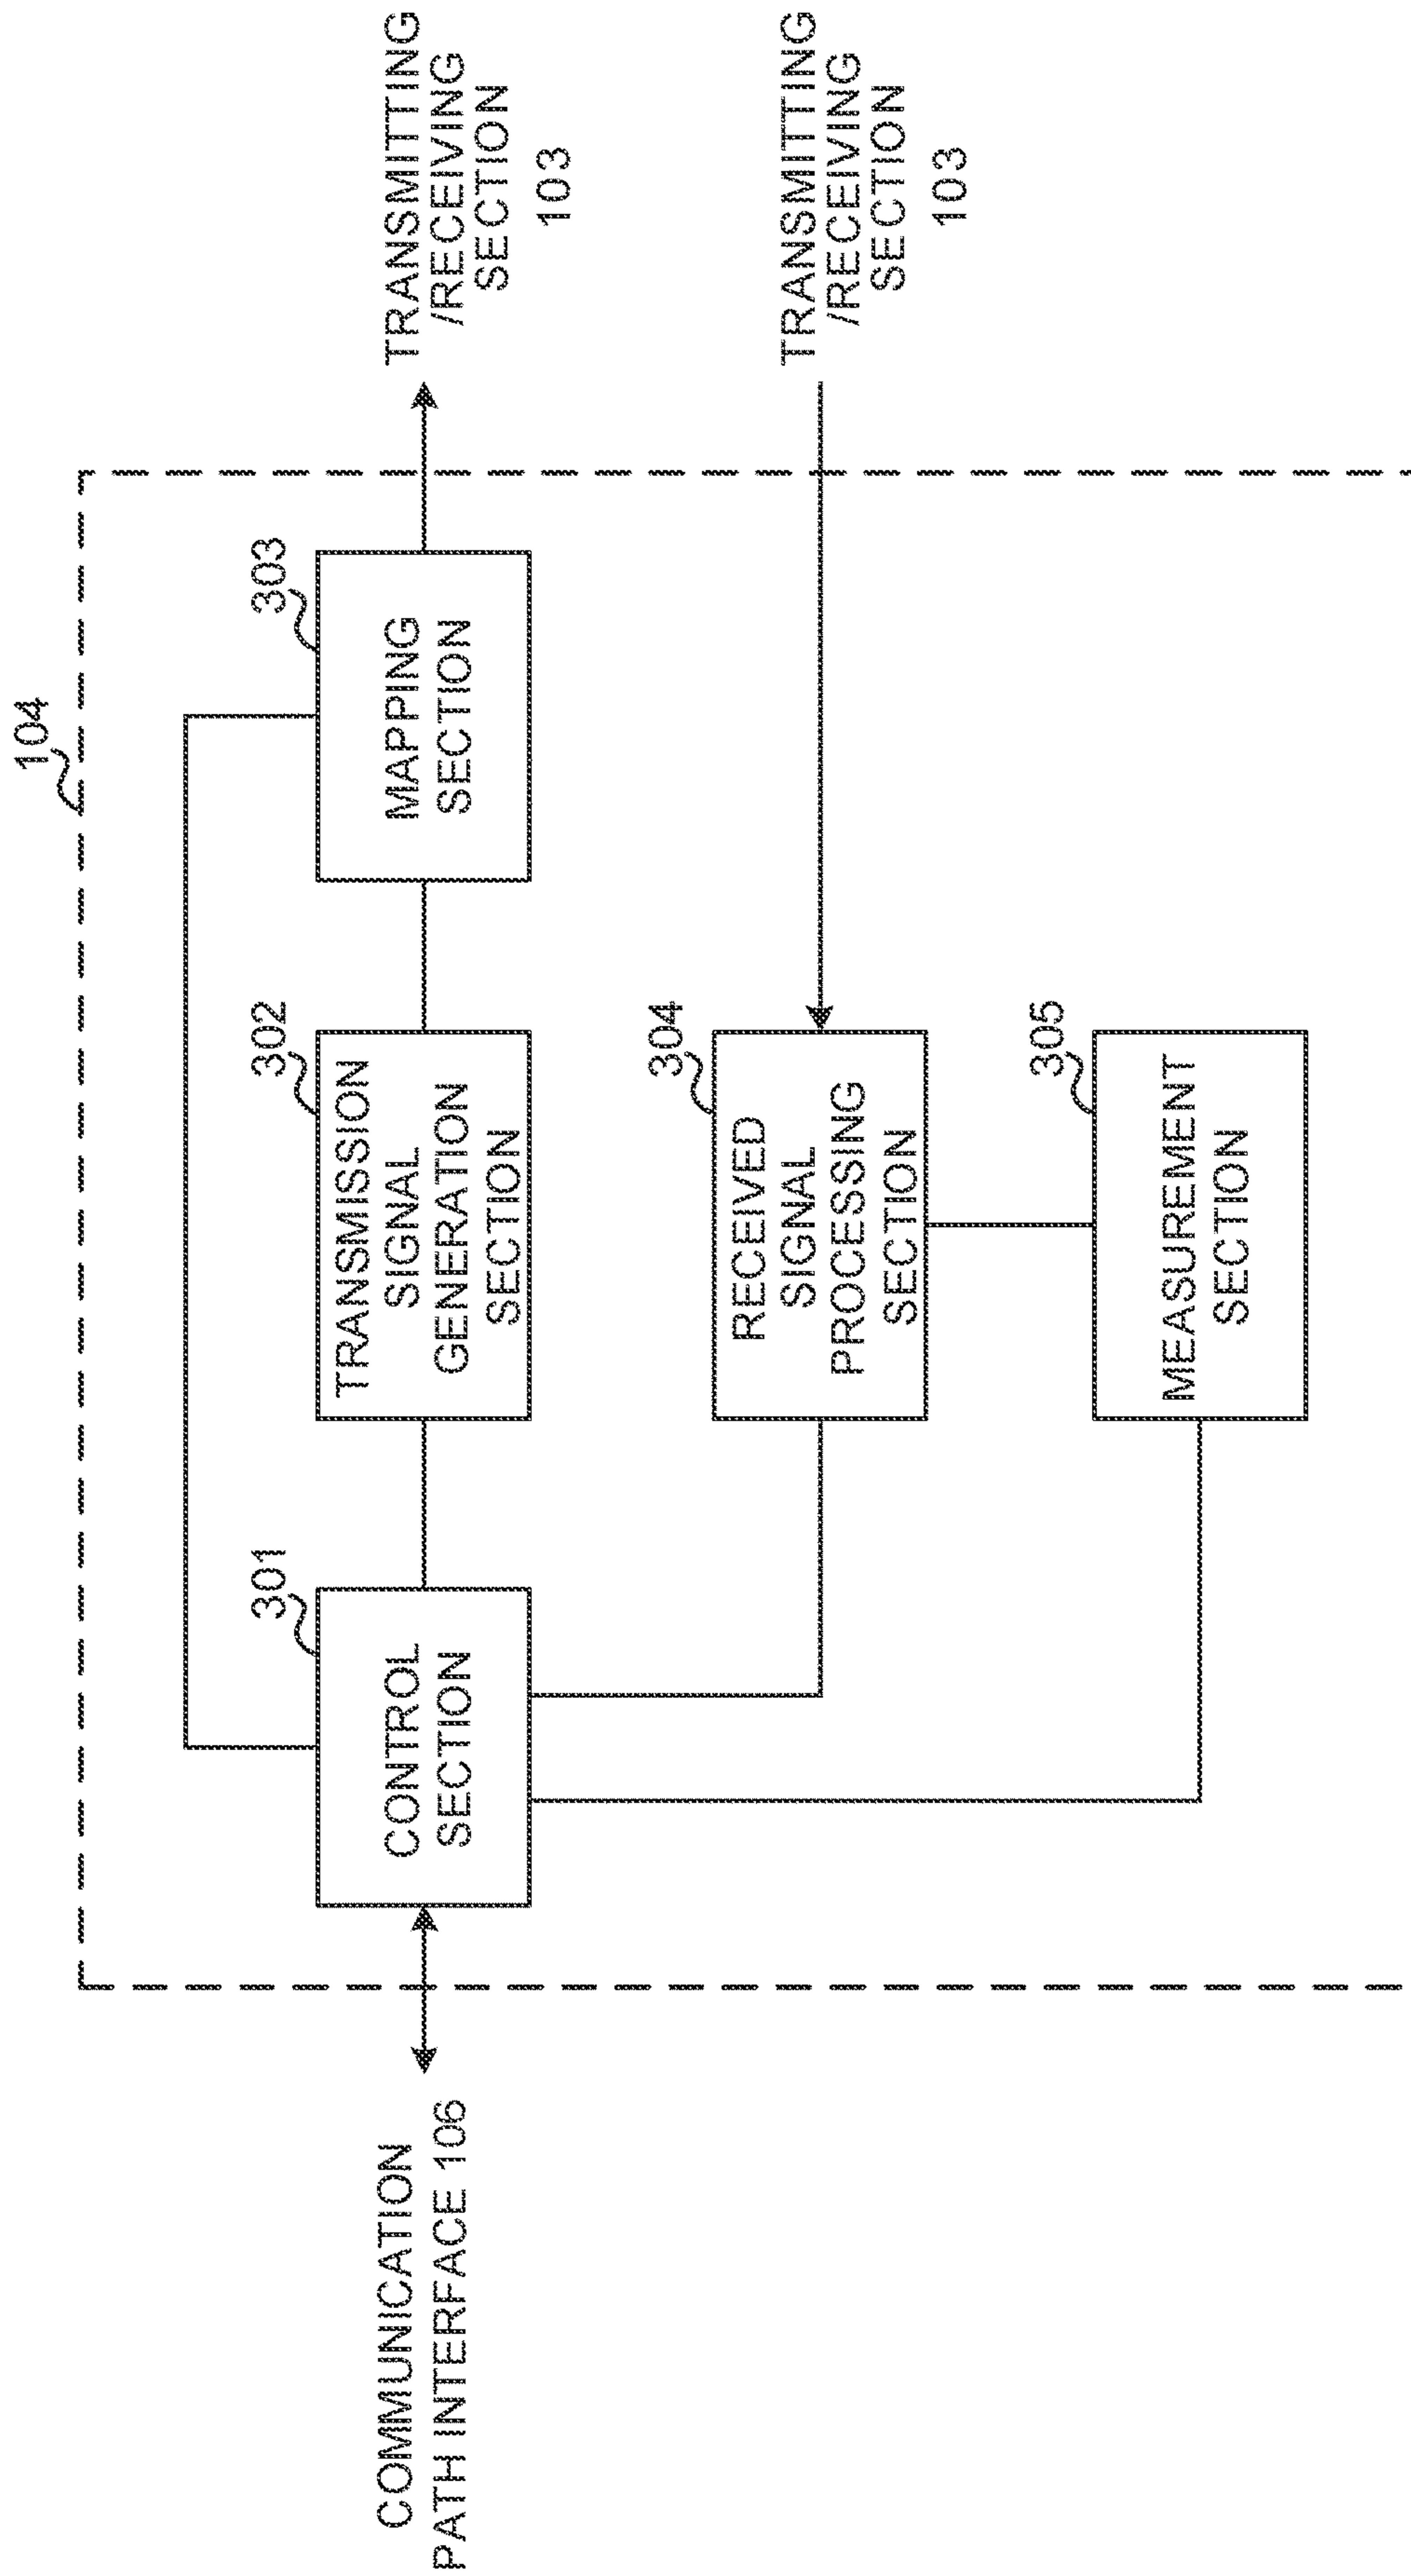 104
301
302
303
COMMUNICATION
PATH INTERFACE 106
CONTROL
SECTION
TRANSMISSION
SIGNAL
GENERATION
SECTION
MAPPING
SECTION
TRANSMITTING
/RECEIVING
SECTION
103
304
RECEIVED
SIGNAL
PROCESSING
SECTION
TRANSMITTING
/RECEIVING
SECTION
103
305
MEASUREMENT
SECTION